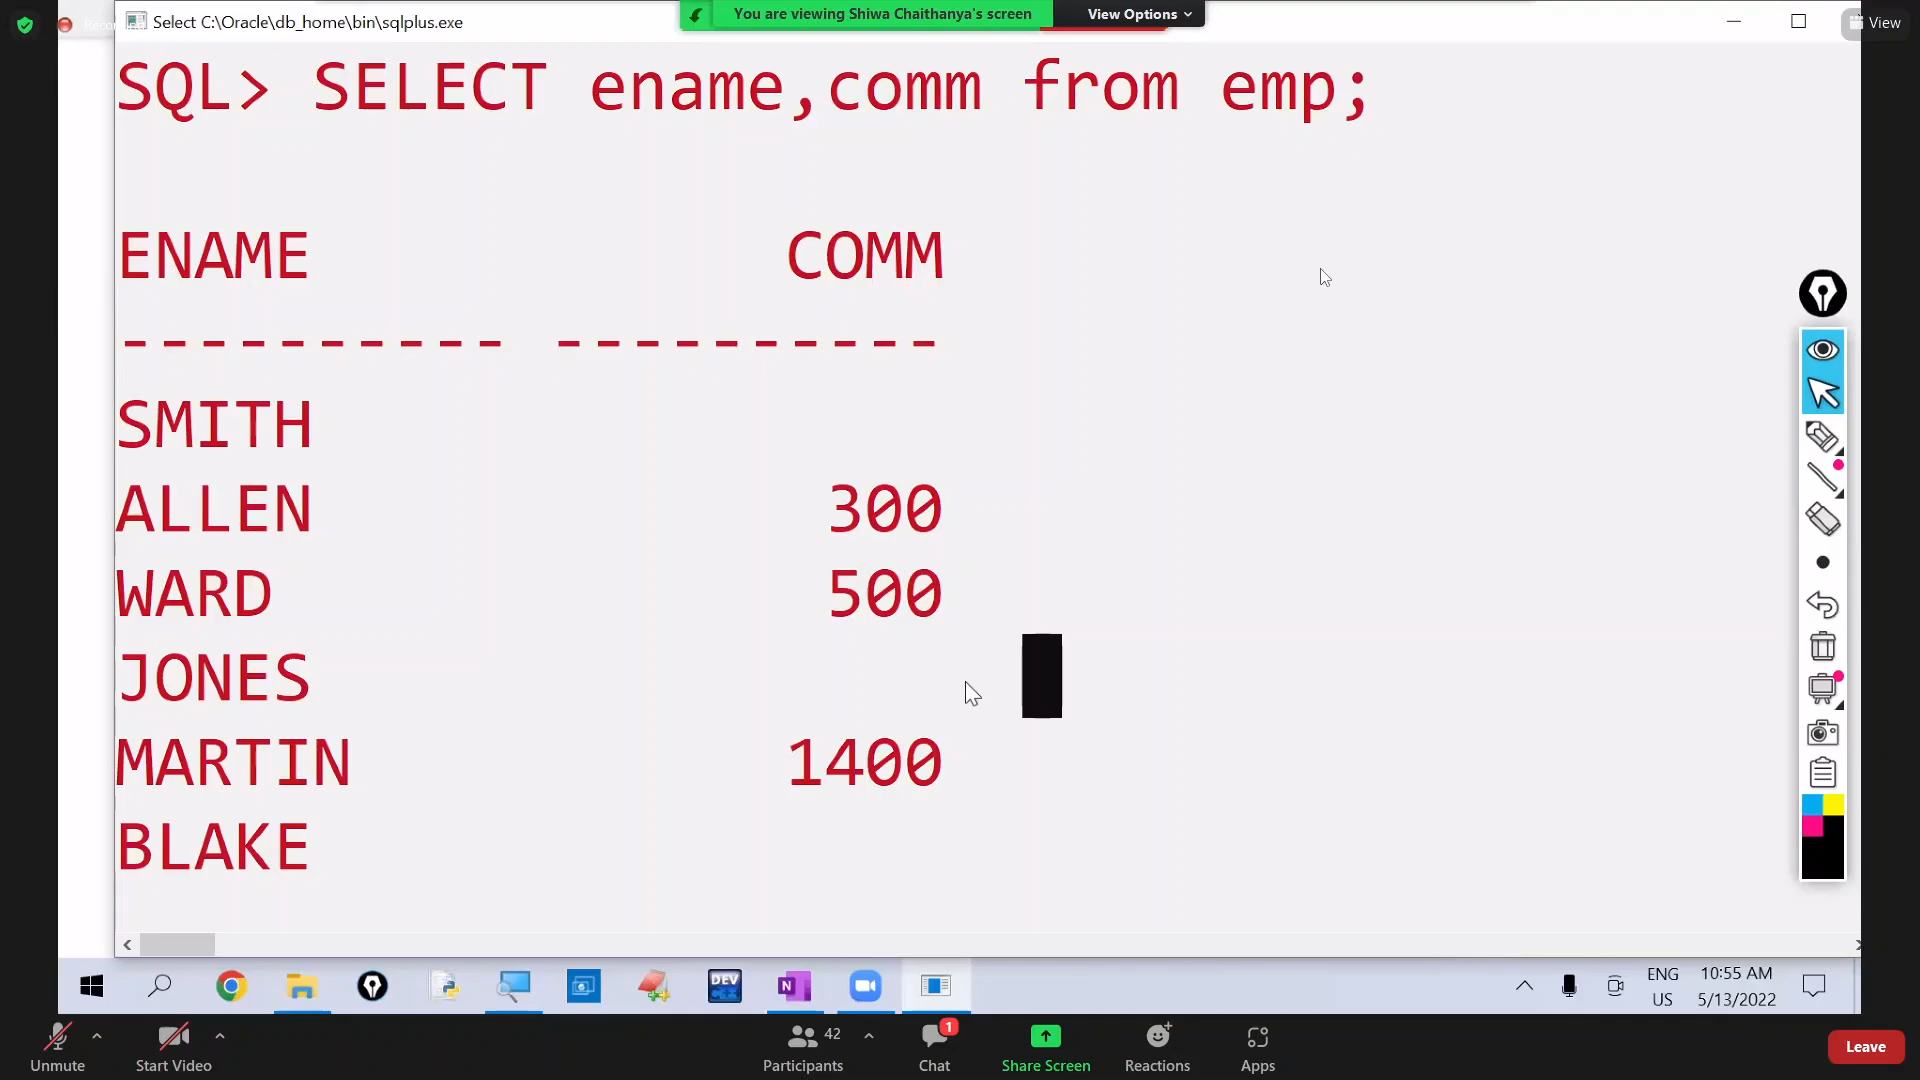 Select C:\Oracle\db_home\bin\sqlplus.exe
You are viewing Shiwa Chaithanya's screen
View Options
View
SQL> SELECT ename,comm from emp;
ENAME COMM
---------- ----------
SMITH
ALLEN 300
WARD 500
JONES
MARTIN 1400
BLAKE
DEV
N
ENG
US
10:55 AM
5/13/2022
Unmute
Start Video
42
Participants
1
Chat
Share Screen
Reactions
Apps
Leave